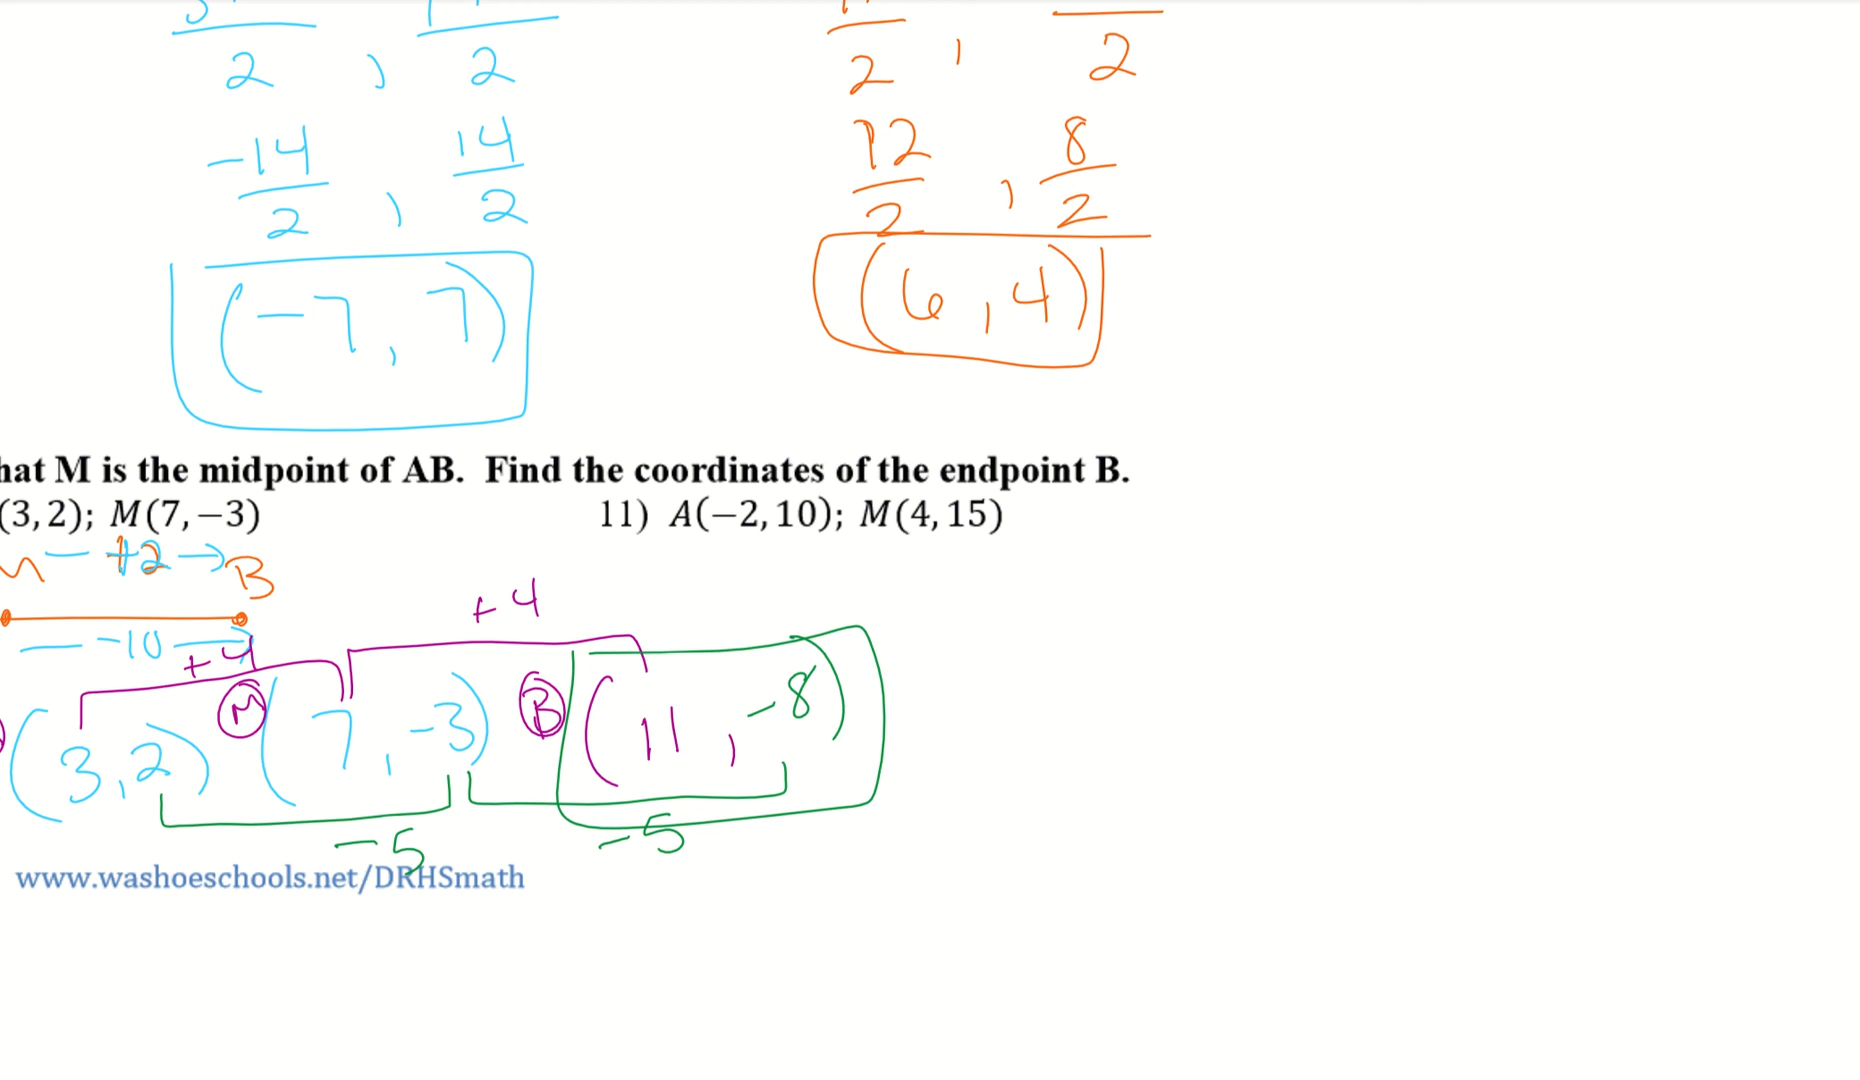 2 , 2
2 , 2
-14 14
2 , 2
12 8
2 , 2
(-7, 7)
(6, 4)
hat M is the midpoint of AB. Find the coordinates of the endpoint B.
(3, 2); M(7, −3)
11) A(−2, 10); M(4, 15)
+2 B
+4
-10
+4
(3, 2) M (7, -3) B (11, -8)
-5 -5
www.washoeschools.net/DRHSmath